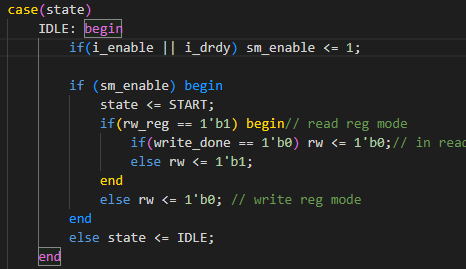 case(state)
IDLE: begin
if(i_enable || i_drdy) sm_enable <= 1;
if (sm_enable) begin
state <= START;
if(rw_reg == 1'b1) begin// read reg mode
if(write_done == 1'b0) rw <= 1'b0;// in read
else rw <= 1'b1;
end
else rw <= 1'b0; // write reg mode
end
else state <= IDLE;
end